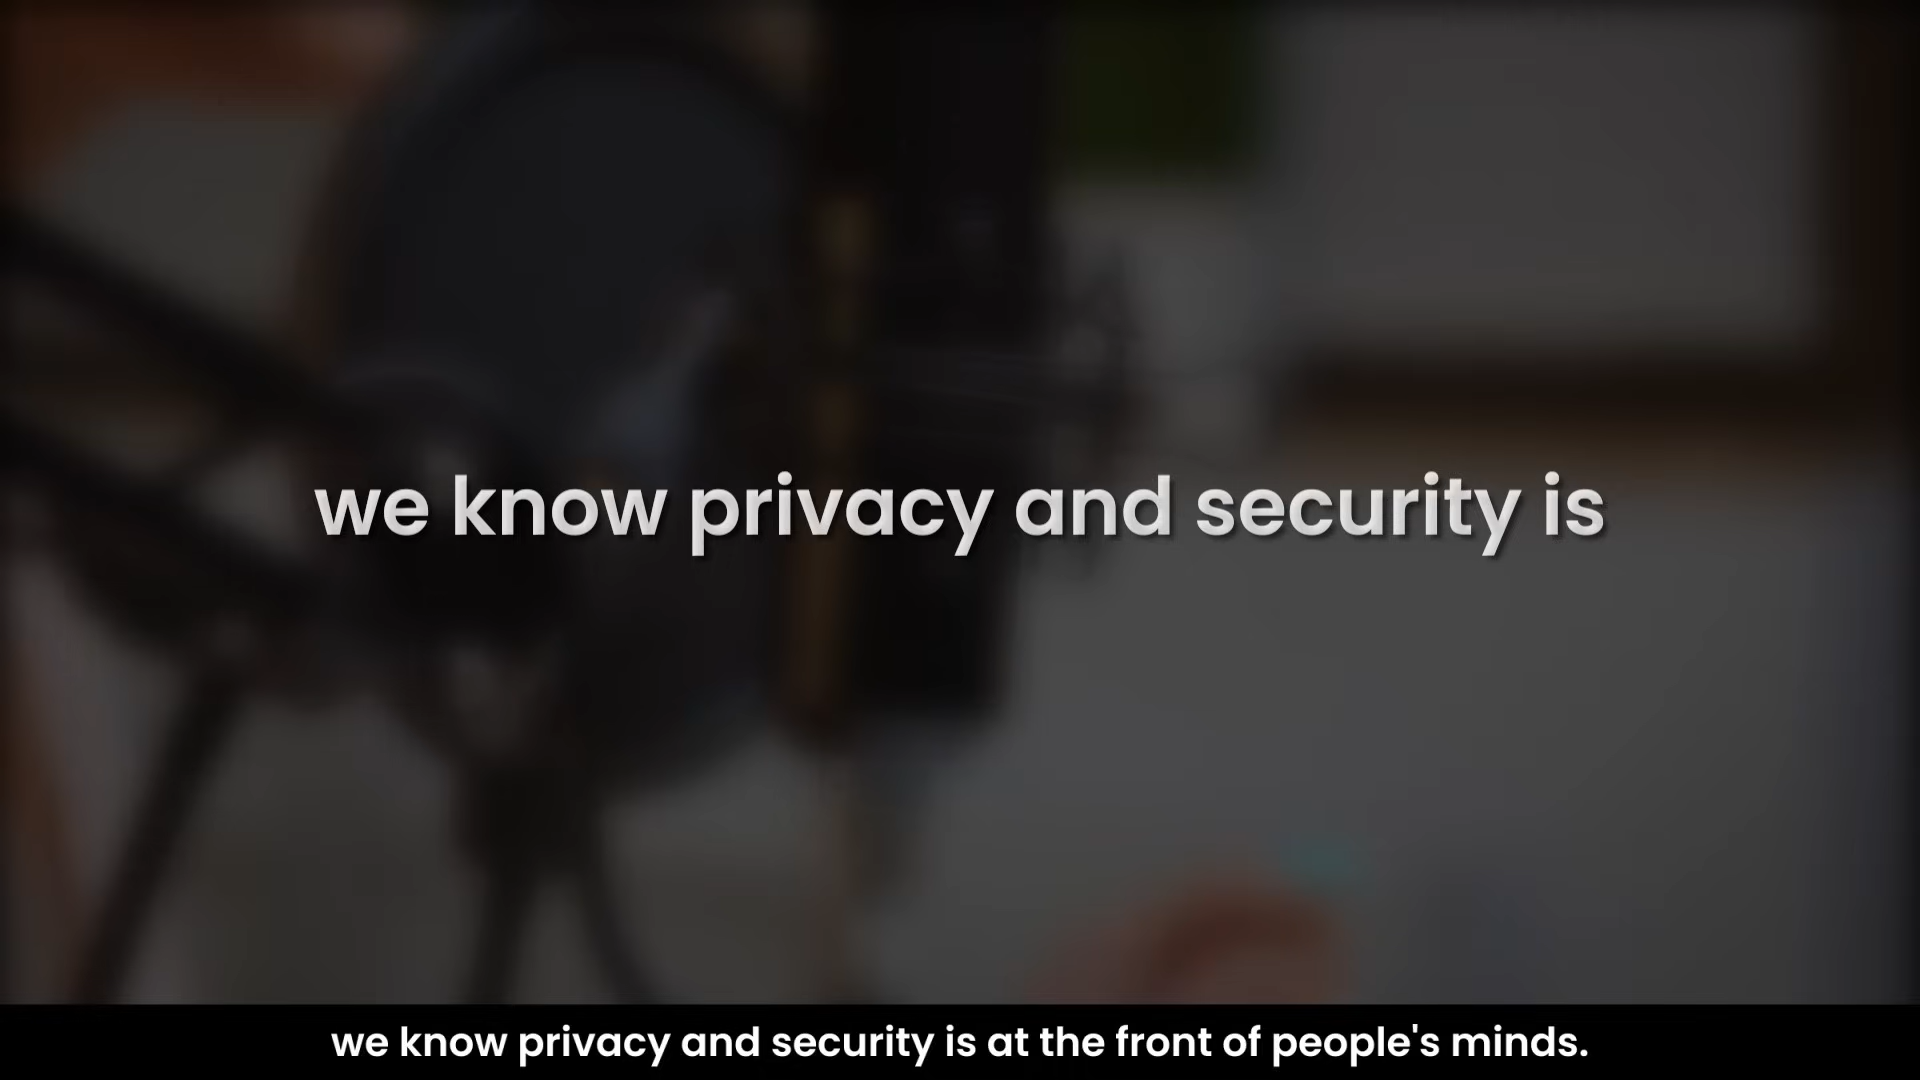 we know privacy and security is
we know privacy and security is at the front of people's minds.